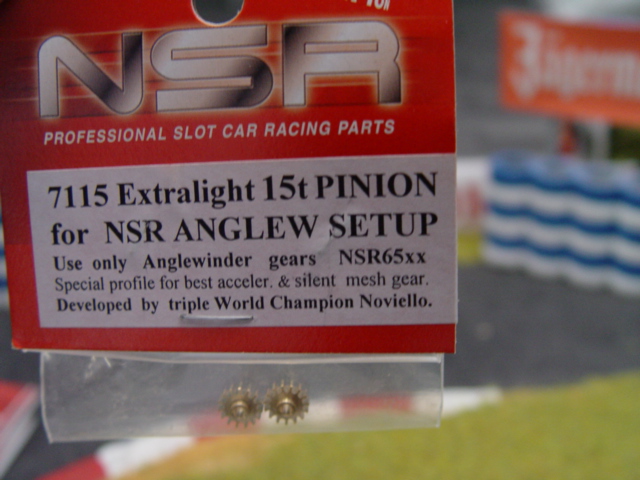 NSR
PROFESSIONAL SLOT CAR RACING PARTS
7115 Extralight 15t PINION
for NSR ANGLEW SETUP
Use only Anglewinder gears NSR65xx
Special profile for best acceler. & silent mesh gear.
Developed by triple World Champion Noviello.
Jägerm